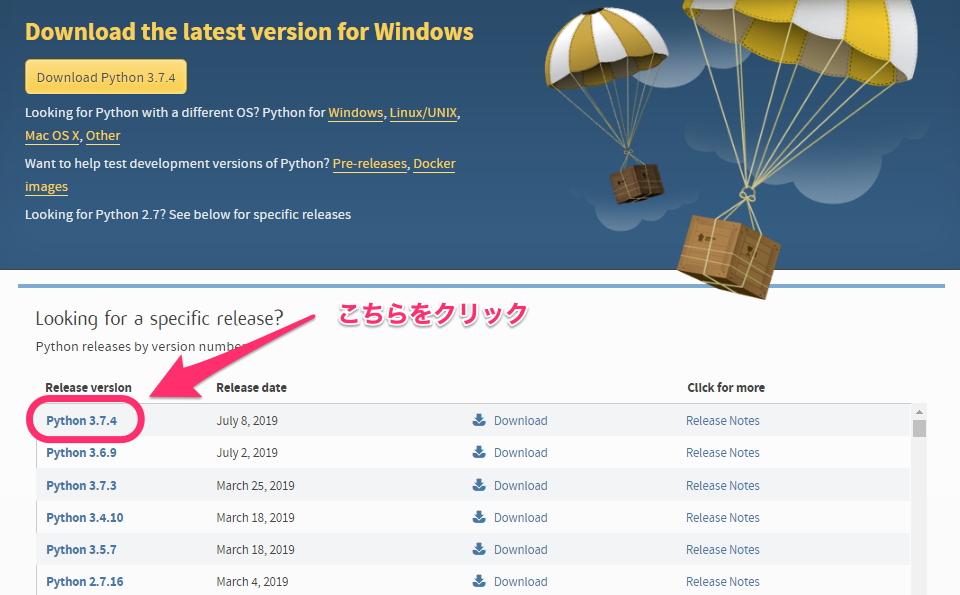 Download the latest version for Windows
Download Python 3.7.4
Looking for Python with a different OS? Python for Windows, Linux/UNIX,
Mac OS X, Other
Want to help test development versions of Python? Pre-releases, Docker
images
Looking for Python 2.7? See below for specific releases
こちらをクリック
Looking for a specific release?
Python releases by version number
Release version Release date Click for more
Python 3.7.4 July 8, 2019 Download Release Notes
Python 3.6.9 July 2, 2019 Download Release Notes
Python 3.7.3 March 25, 2019 Download Release Notes
Python 3.4.10 March 18, 2019 Download Release Notes
Python 3.5.7 March 18, 2019 Download Release Notes
Python 2.7.16 March 4, 2019 Download Release Notes